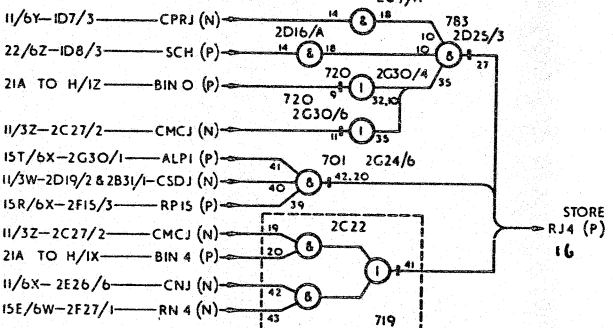 11/6Y-1D7/3 CPRJ (N) 14 & 18
783
22/6Z-1D8/3 SCH (P) 14 2D16/A & 18 10 10 & 2D25/3 27
21A TO H/1Z BIN 0 (P) 720 9 1 2G30/4 32,10 35
720 2G30/6
11/3Z-2C27/2 CMCJ (N) 11 1 35
15T/6X-2G30/1 ALP1 (P) 41 701 2G24/6
11/3W-2D19/2 & 2B31/1 CSDJ (N) 40 & 42,20
15R/6X-2F15/3 RP15 (P) 39
STORE
RJ4 (P)
16
11/3Z-2C27/2 CMCJ (N) 19 2C22
21A TO H/1X BIN 4 (P) 20 &
1 41
11/6X-2E26/6 CNJ (N) 42 &
15E/6W-2F27/1 RN 4 (P) 43
719